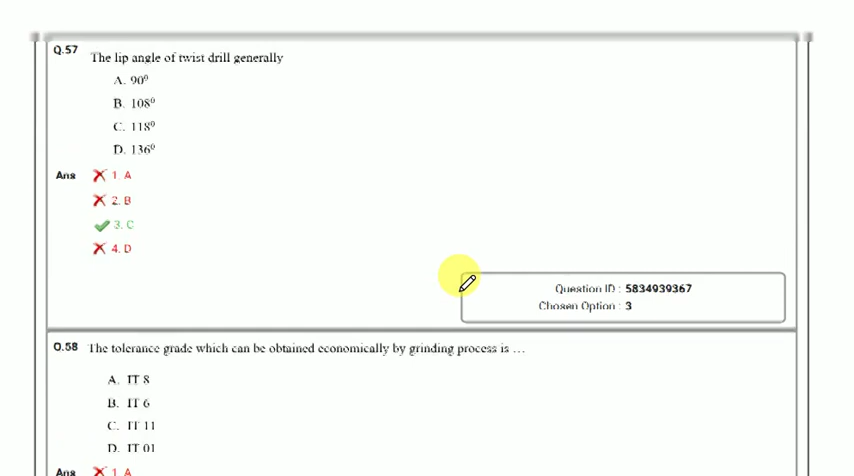 Q.57 The lip angle of twist drill generally
A. 90⁰
B. 108⁰
C. 118⁰
D. 136⁰
Ans 1. A
2. B
3. C
4. D
Question ID : 5834939367
Chosen Option : 3
Q.58 The tolerance grade which can be obtained economically by grinding process is ...
A. IT 8
B. IT 6
C. IT 11
D. IT 01
Ans 1. A